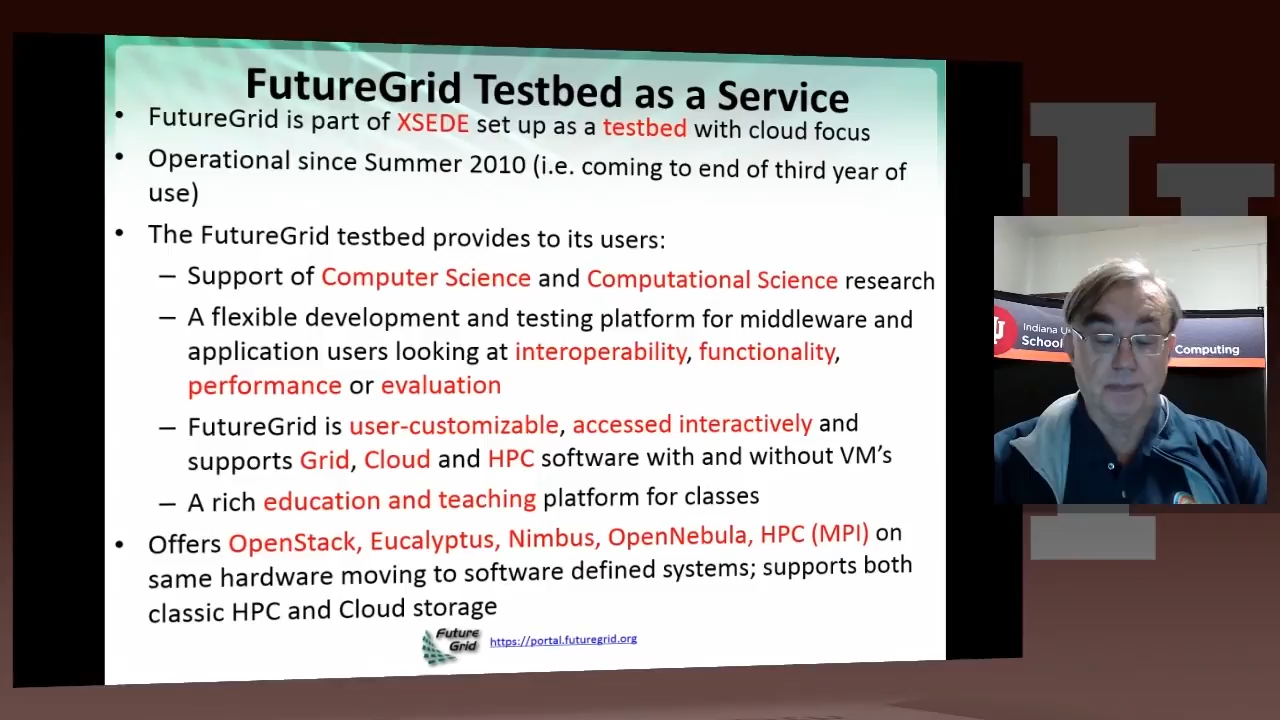 FutureGrid Testbed as a Service
• FutureGrid is part of XSEDE set up as a testbed with cloud focus
• Operational since Summer 2010 (i.e. coming to end of third year of
use)
• The FutureGrid testbed provides to its users:
– Support of Computer Science and Computational Science research
– A flexible development and testing platform for middleware and
application users looking at interoperability, functionality,
performance or evaluation
– FutureGrid is user-customizable, accessed interactively and
supports Grid, Cloud and HPC software with and without VM's
– A rich education and teaching platform for classes
• Offers OpenStack, Eucalyptus, Nimbus, OpenNebula, HPC (MPI) on
same hardware moving to software defined systems; supports both
classic HPC and Cloud storage
Future
Grid
https://portal.futuregrid.org
Indiana
School
Computing